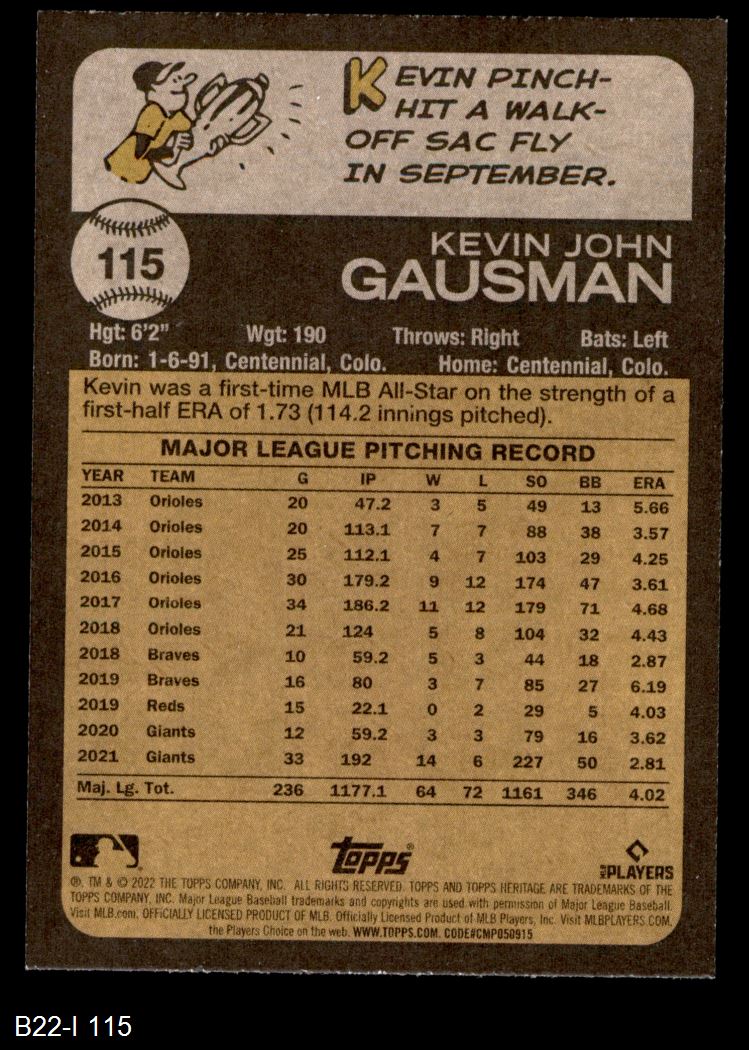 KEVIN PINCH-
HIT A WALK-
OFF SAC FLY
IN SEPTEMBER.
115
KEVIN JOHN
GAUSMAN
Hgt: 6'2" Wgt: 190 Throws: Right Bats: Left
Born: 1-6-91, Centennial, Colo. Home: Centennial, Colo.
Kevin was a first-time MLB All-Star on the strength of a
first-half ERA of 1.73 (114.2 innings pitched).
MAJOR LEAGUE PITCHING RECORD
YEAR TEAM G IP W L SO BB ERA
2013 Orioles 20 47.2 3 5 49 13 5.66
2014 Orioles 20 113.1 7 7 88 38 3.57
2015 Orioles 25 112.1 4 7 103 29 4.25
2016 Orioles 30 179.2 9 12 174 47 3.61
2017 Orioles 34 186.2 11 12 179 71 4.68
2018 Orioles 21 124 5 8 104 32 4.43
2018 Braves 10 59.2 5 3 44 18 2.87
2019 Braves 16 80 3 7 85 27 6.19
2019 Reds 15 22.1 0 2 29 5 4.03
2020 Giants 12 59.2 3 3 79 16 3.62
2021 Giants 33 192 14 6 227 50 2.81
Maj. Lg. Tot. 236 1177.1 64 72 1161 346 4.02
Topps®
PLAYERS
®, TM & © 2022 THE TOPPS COMPANY, INC. ALL RIGHTS RESERVED. TOPPS AND TOPPS HERITAGE ARE TRADEMARKS OF THE
TOPPS COMPANY, INC. Major League Baseball trademarks and copyrights are used with permission of Major League Baseball.
Visit MLB.com. OFFICIALLY LICENSED PRODUCT OF MLB. Officially Licensed Product of MLB Players, Inc. Visit MLBPLAYERS.COM,
the Players Choice on the web. WWW.TOPPS.COM. CODE#CMP050915
B22-I 115